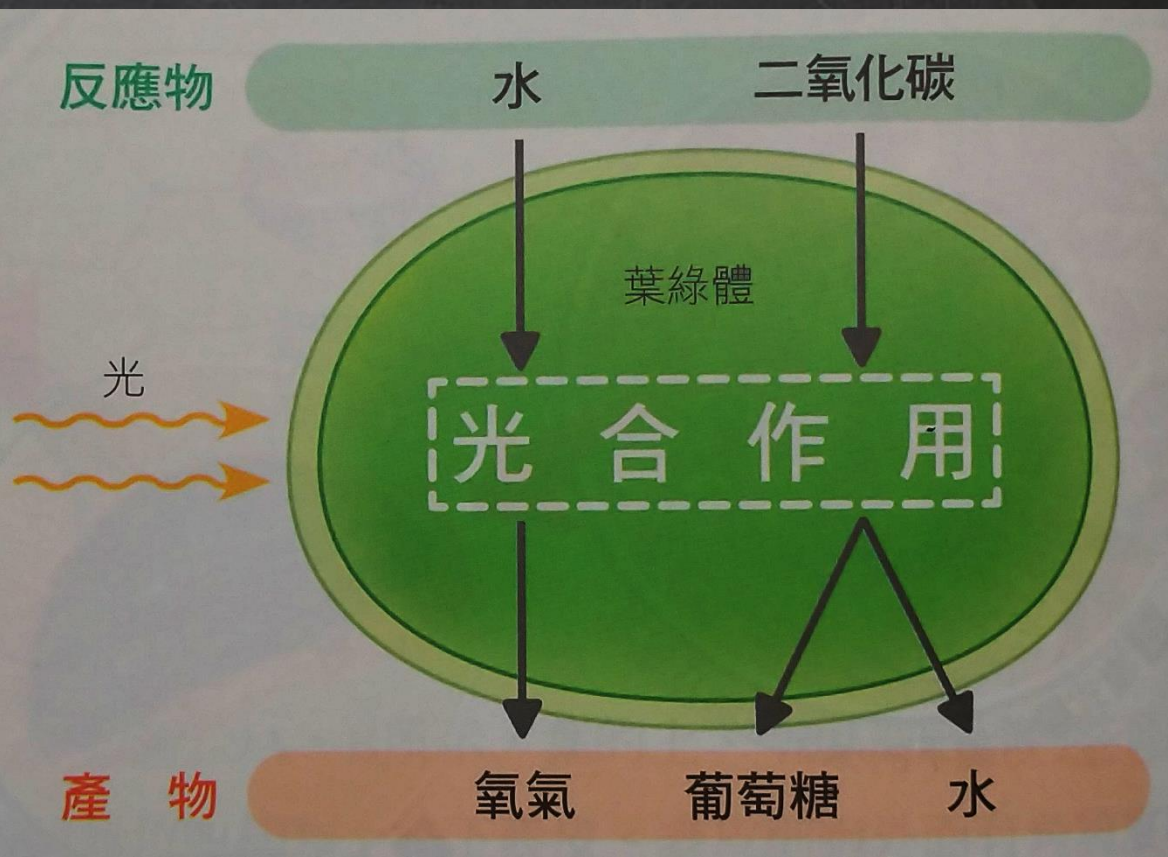 反應物 水 二氧化碳
葉綠體
光
光合作用
產物 氧氣 葡萄糖 水